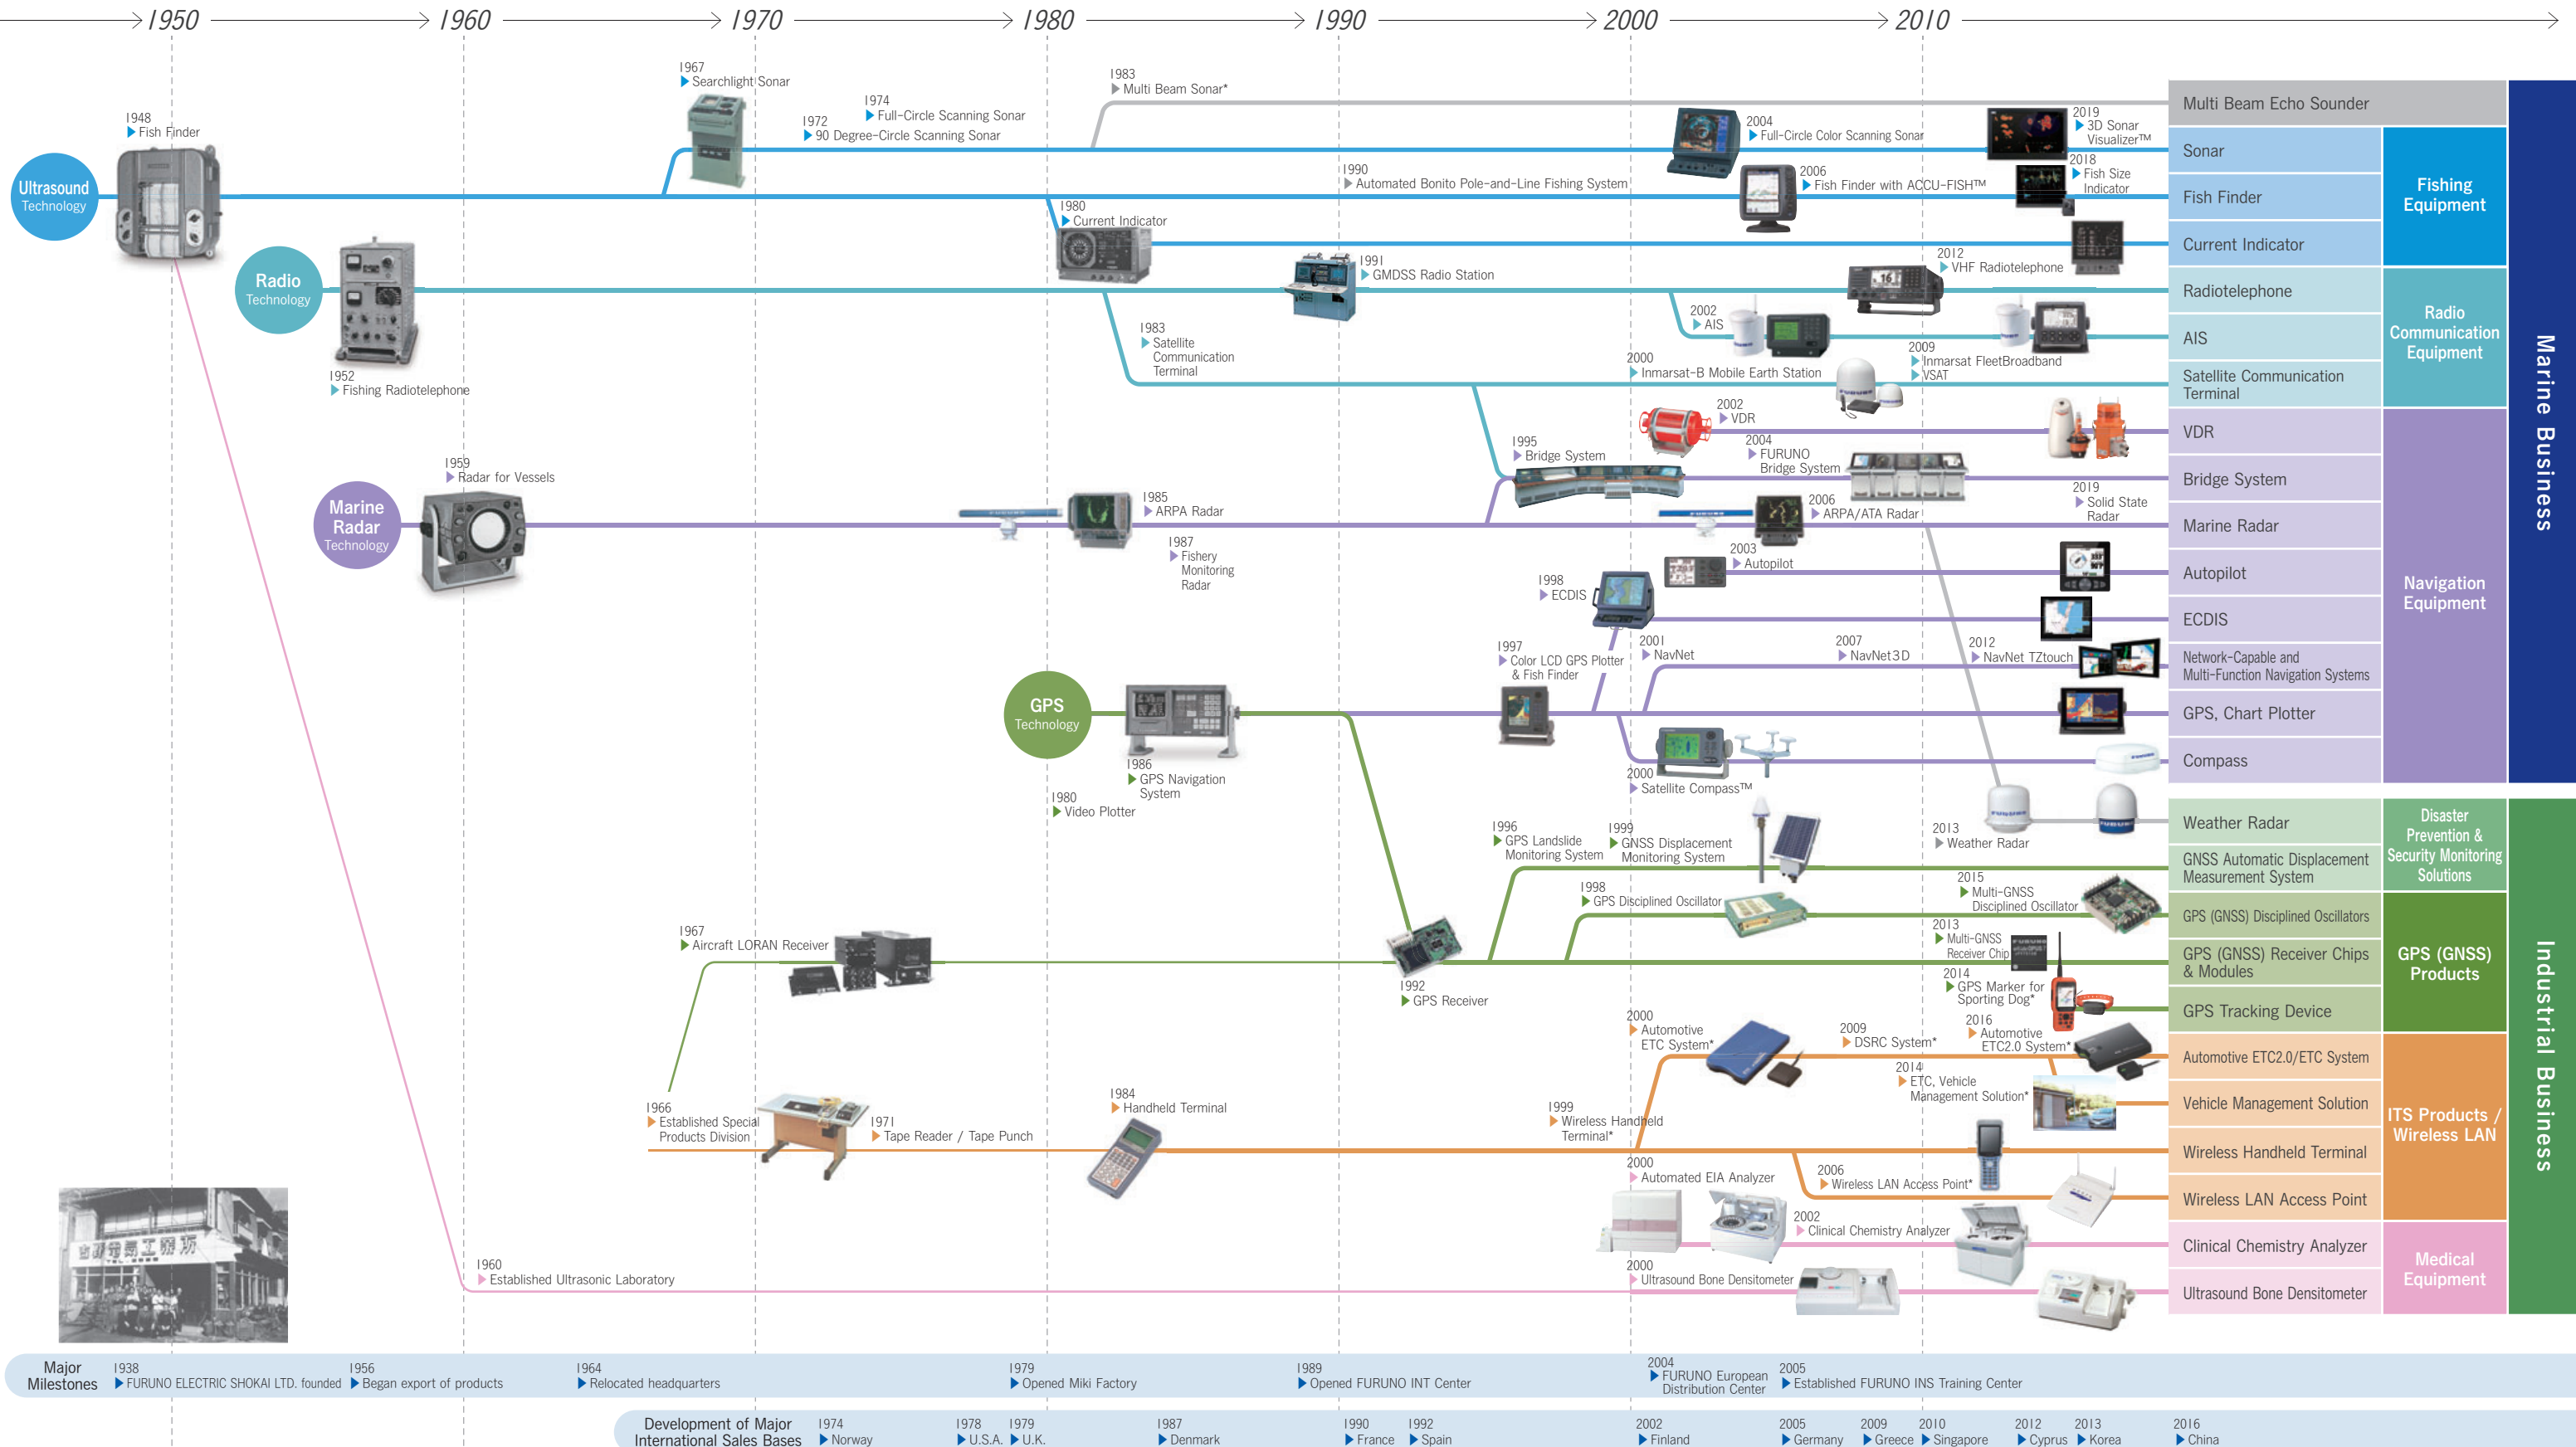 1950
1960
1970
1980
1990
2000
2010
1967
Searchlight Sonar
1983
Multi Beam Sonar*
1974
Full-Circle Scanning Sonar
1972
90 Degree-Circle Scanning Sonar
1948
Fish Finder
2004
Full-Circle Color Scanning Sonar
2019
3D Sonar
Visualizer™
2018
Fish Size
Indicator
1990
Automated Bonito Pole-and-Line Fishing System
2006
Fish Finder with ACCU-FISH™
Ultrasound
Technology
1980
Current Indicator
Radio
Technology
1991
GMDSS Radio Station
2012
VHF Radiotelephone
16
2002
AIS
1983
Satellite
Communication
Terminal
1952
Fishing Radiotelephone
2000
Inmarsat-B Mobile Earth Station
2009
Inmarsat FleetBroadband
VSAT
FURUNO
2002
VDR
1995
Bridge System
2004
FURUNO
Bridge System
1959
Radar for Vessels
Marine
Radar
Technology
1985
ARPA Radar
1987
Fishery
Monitoring
Radar
2006
ARPA/ATA Radar
2019
Solid State
Radar
2003
Autopilot
1998
ECDIS
1997
Color LCD GPS Plotter
& Fish Finder
2001
NavNet
2007
NavNet3D
2012
NavNet TZtouch
GPS
Technology
1986
GPS Navigation
System
1980
Video Plotter
2000
Satellite Compass™
FURUNO
FURUNO
2013
Weather Radar
1996
GPS Landslide
Monitoring System
1999
GNSS Displacement
Monitoring System
1998
GPS Disciplined Oscillator
2015
Multi-GNSS
Disciplined Oscillator
1967
Aircraft LORAN Receiver
2013
Multi-GNSS
Receiver Chip
FURUNO
1992
GPS Receiver
2014
GPS Marker for
Sporting Dog*
2000
Automotive
ETC System*
2009
DSRC System*
2016
Automotive
ETC2.0 System*
2014
ETC, Vehicle
Management Solution*
1966
Established Special
Products Division
1971
Tape Reader / Tape Punch
1984
Handheld Terminal
1999
Wireless Handheld
Terminal*
2006
Wireless LAN Access Point*
2000
Automated EIA Analyzer
2002
Clinical Chemistry Analyzer
1960
Established Ultrasonic Laboratory
2000
Ultrasound Bone Densitometer
Multi Beam Echo Sounder
Sonar
Fish Finder
Current Indicator
Fishing
Equipment
Radiotelephone
AIS
Satellite Communication
Terminal
Radio
Communication
Equipment
VDR
Bridge System
Marine Radar
Autopilot
ECDIS
Network-Capable and
Multi-Function Navigation Systems
GPS, Chart Plotter
Compass
Navigation
Equipment
Marine Business
Weather Radar
GNSS Automatic Displacement
Measurement System
Disaster
Prevention &
Security Monitoring
Solutions
GPS (GNSS) Disciplined Oscillators
GPS (GNSS) Receiver Chips
& Modules
GPS Tracking Device
GPS (GNSS)
Products
Automotive ETC2.0/ETC System
Vehicle Management Solution
Wireless Handheld Terminal
Wireless LAN Access Point
ITS Products /
Wireless LAN
Clinical Chemistry Analyzer
Ultrasound Bone Densitometer
Medical
Equipment
Industrial Business
古野電気工業所
Major
Milestones
1938
FURUNO ELECTRIC SHOKAI LTD. founded
1956
Began export of products
1964
Relocated headquarters
1979
Opened Miki Factory
1989
Opened FURUNO INT Center
2004
FURUNO European
Distribution Center
2005
Established FURUNO INS Training Center
Development of Major
International Sales Bases
1974
Norway
1978
U.S.A.
1979
U.K.
1987
Denmark
1990
France
1992
Spain
2002
Finland
2005
Germany
2009
Greece
2010
Singapore
2012
Cyprus
2013
Korea
2016
China